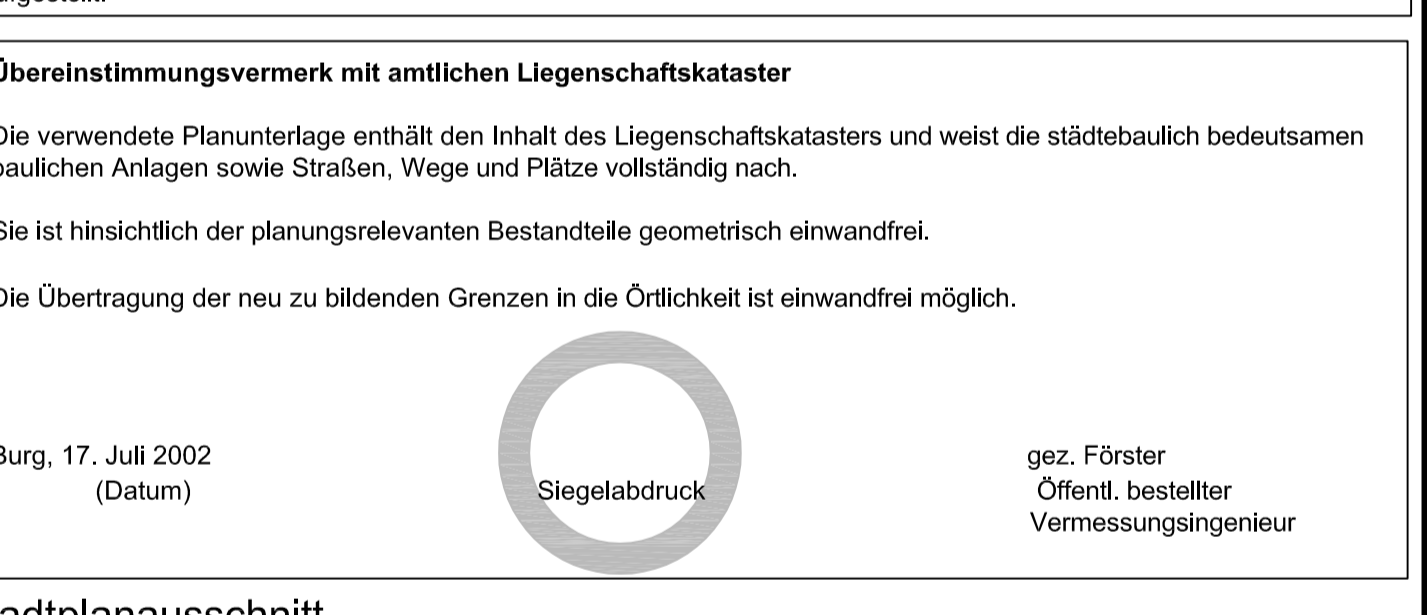 Übereinstimmungsvermerk mit amtlichen Liegenschaftskataster
Die verwendete Planunterlage enthält den Inhalt des Liegenschaftskatasters und weist die städtebaulich bedeutsamen
baulichen Anlagen sowie Straßen, Wege und Plätze vollständig nach.
Sie ist hinsichtlich der planungsrelevanten Bestandteile geometrisch einwandfrei.
Die Übertragung der neu zu bildenden Grenzen in die Örtlichkeit ist einwandfrei möglich.
Burg, 17. Juli 2002 gez. Förster
(Datum) Siegelabdruck Öffentl. bestellter
Vermessungsingenieur